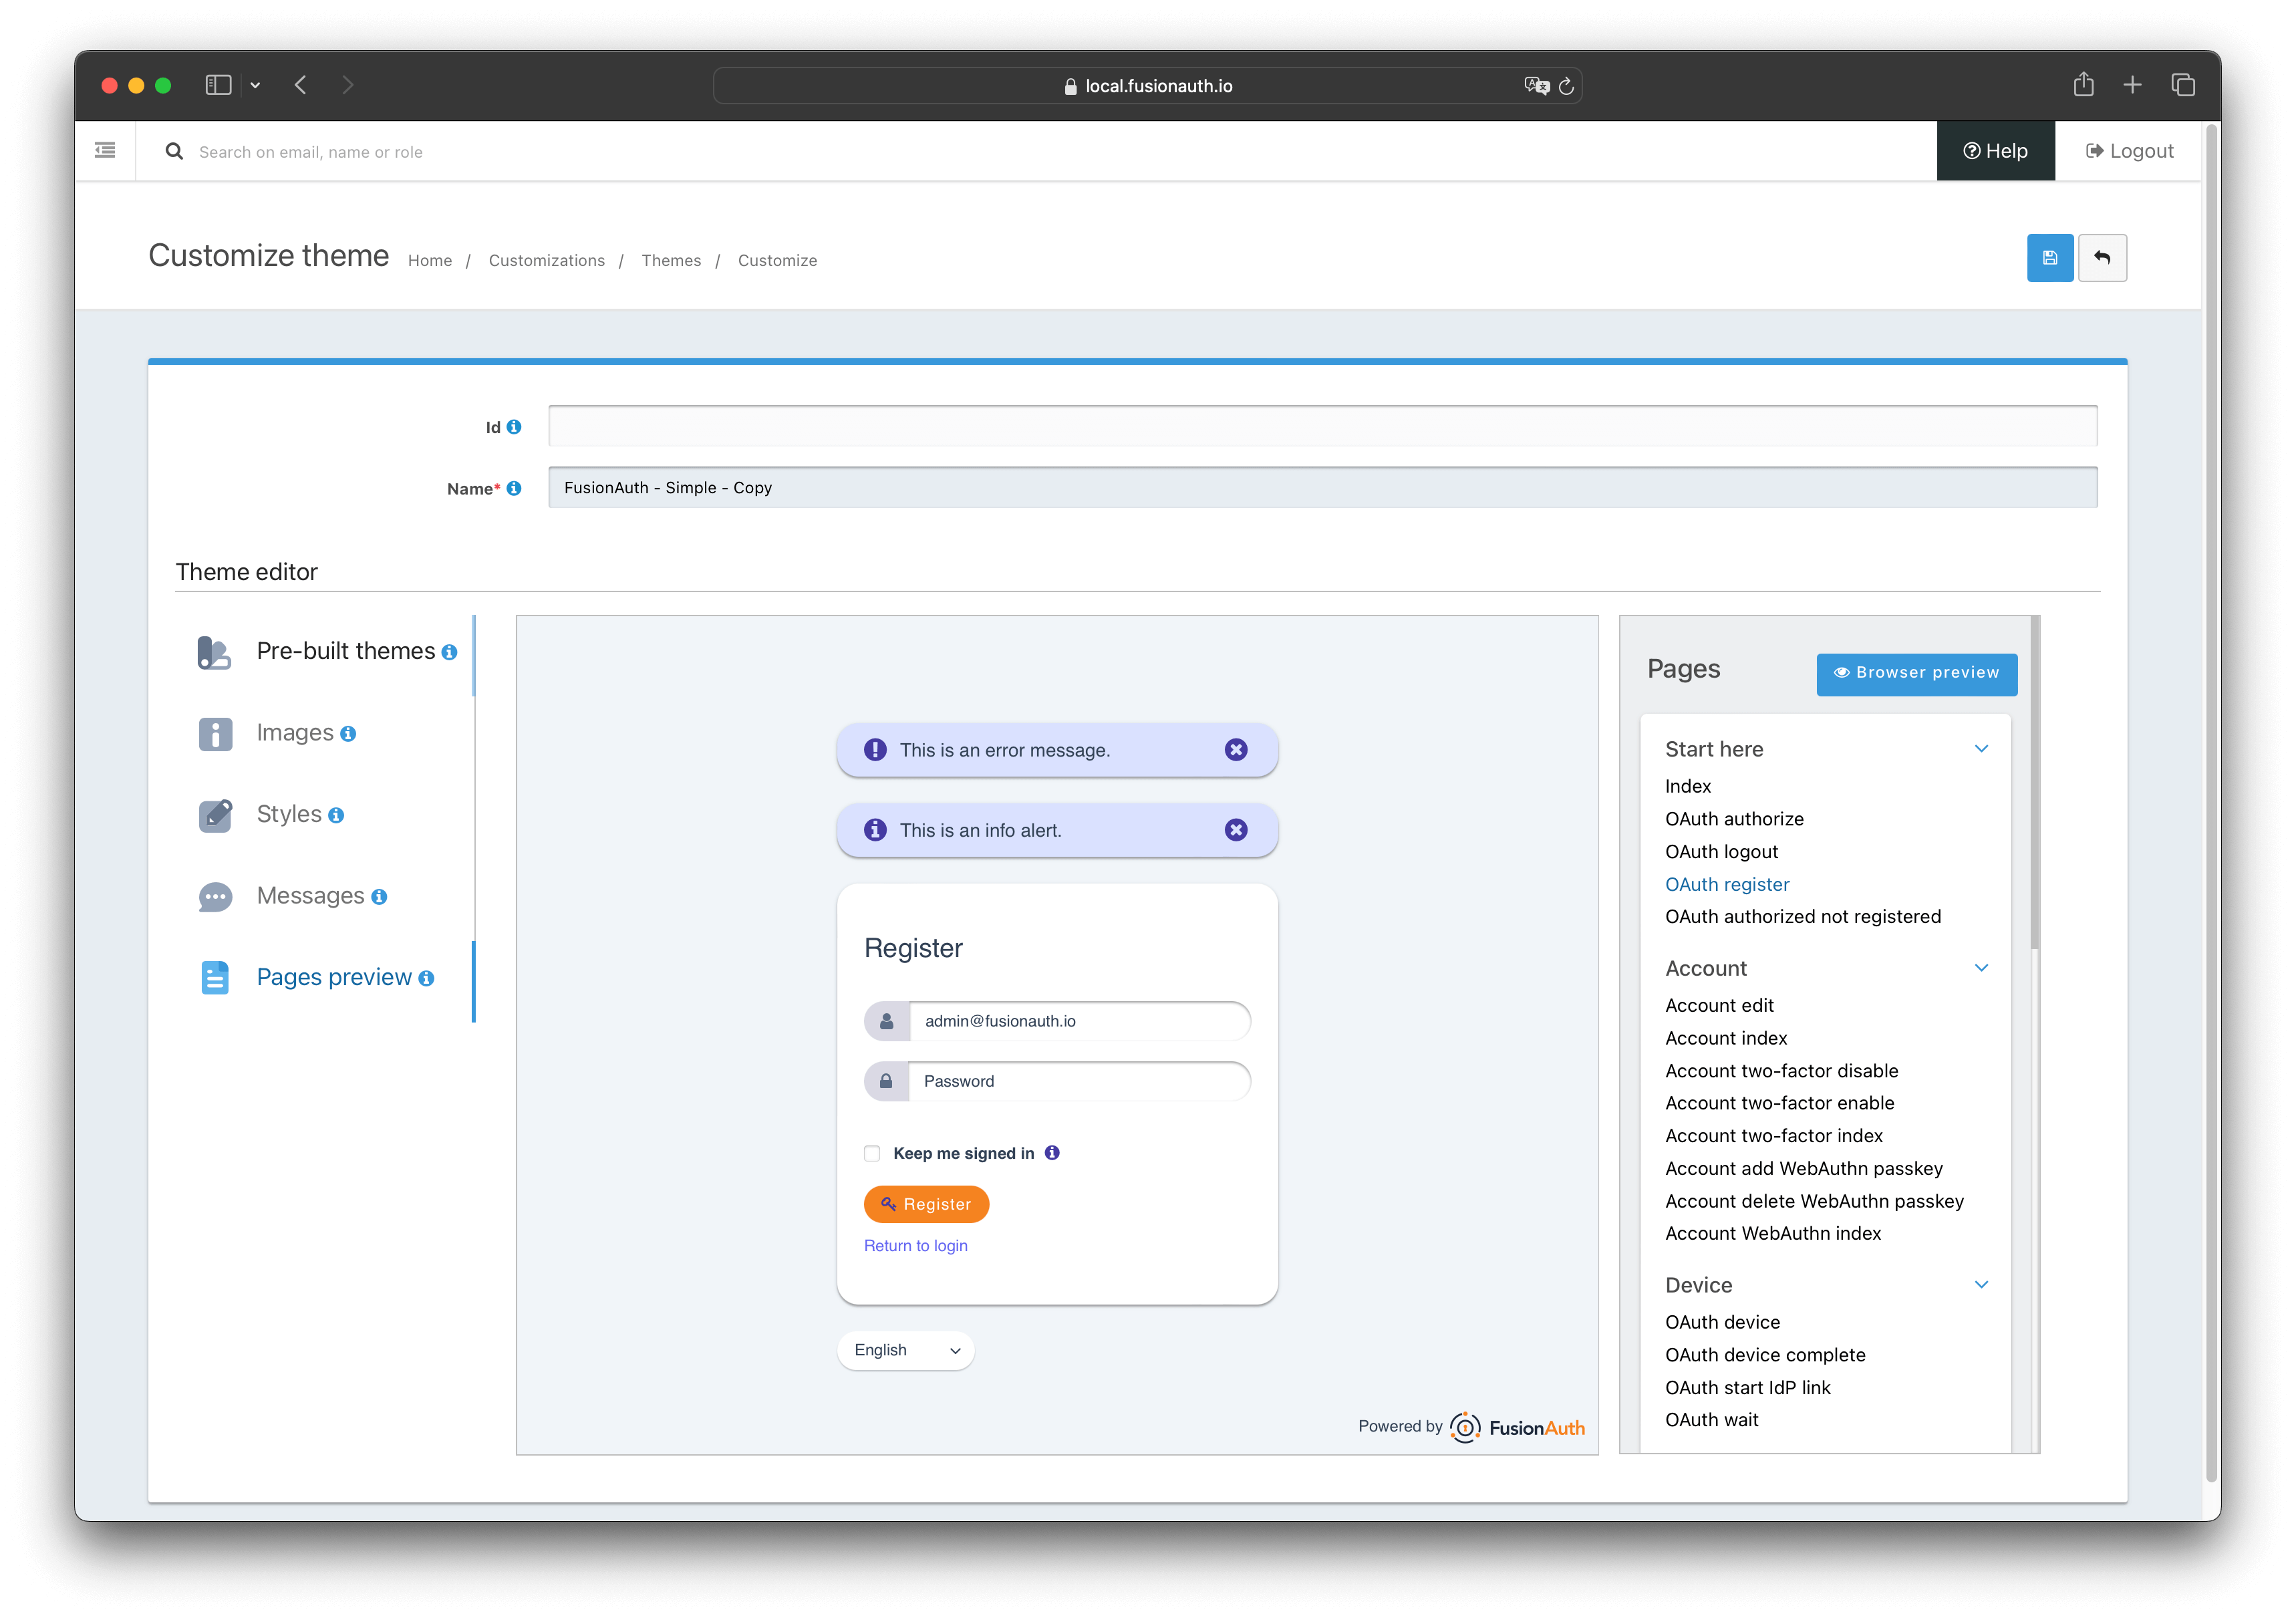 local.fusionauth.io
Search on email, name or role
Help
Logout
Customize theme
Home / Customizations / Themes / Customize
Id
Name*
FusionAuth - Simple - Copy
Theme editor
Pre-built themes
Images
Styles
Messages
Pages preview
This is an error message.
This is an info alert.
Register
admin@fusionauth.io
Password
Keep me signed in
Register
Return to login
English
Powered by FusionAuth
Pages
Browser preview
Start here
Index
OAuth authorize
OAuth logout
OAuth register
OAuth authorized not registered
Account
Account edit
Account index
Account two-factor disable
Account two-factor enable
Account two-factor index
Account add WebAuthn passkey
Account delete WebAuthn passkey
Account WebAuthn index
Device
OAuth device
OAuth device complete
OAuth start IdP link
OAuth wait